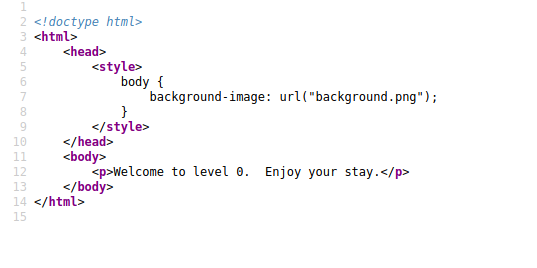 1
2 <!doctype html>
3 <html>
4     <head>
5         <style>
6             body {
7                 background-image: url("background.png");
8             }
9         </style>
10     </head>
11     <body>
12         <p>Welcome to level 0.  Enjoy your stay.</p>
13     </body>
14 </html>
15